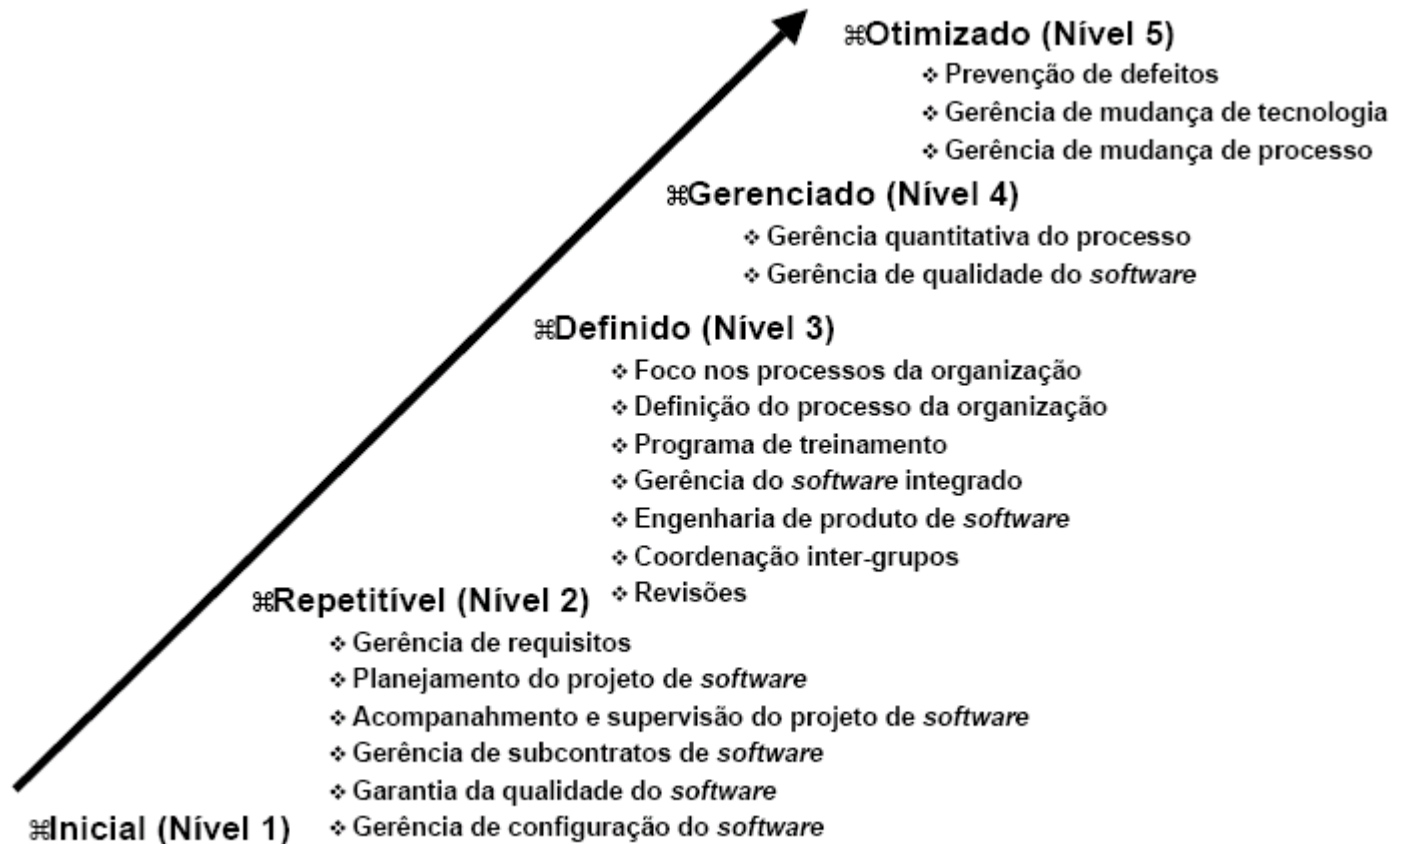 ⌘Otimizado (Nível 5)
❖ Prevenção de defeitos
❖ Gerência de mudança de tecnologia
❖ Gerência de mudança de processo
⌘Gerenciado (Nível 4)
❖ Gerência quantitativa do processo
❖ Gerência de qualidade do software
⌘Definido (Nível 3)
❖ Foco nos processos da organização
❖ Definição do processo da organização
❖ Programa de treinamento
❖ Gerência do software integrado
❖ Engenharia de produto de software
❖ Coordenação inter-grupos
❖ Revisões
⌘Repetitível (Nível 2)
❖ Gerência de requisitos
❖ Planejamento do projeto de software
❖ Acompanahmento e supervisão do projeto de software
❖ Gerência de subcontratos de software
❖ Garantia da qualidade do software
❖ Gerência de configuração do software
⌘Inicial (Nível 1)